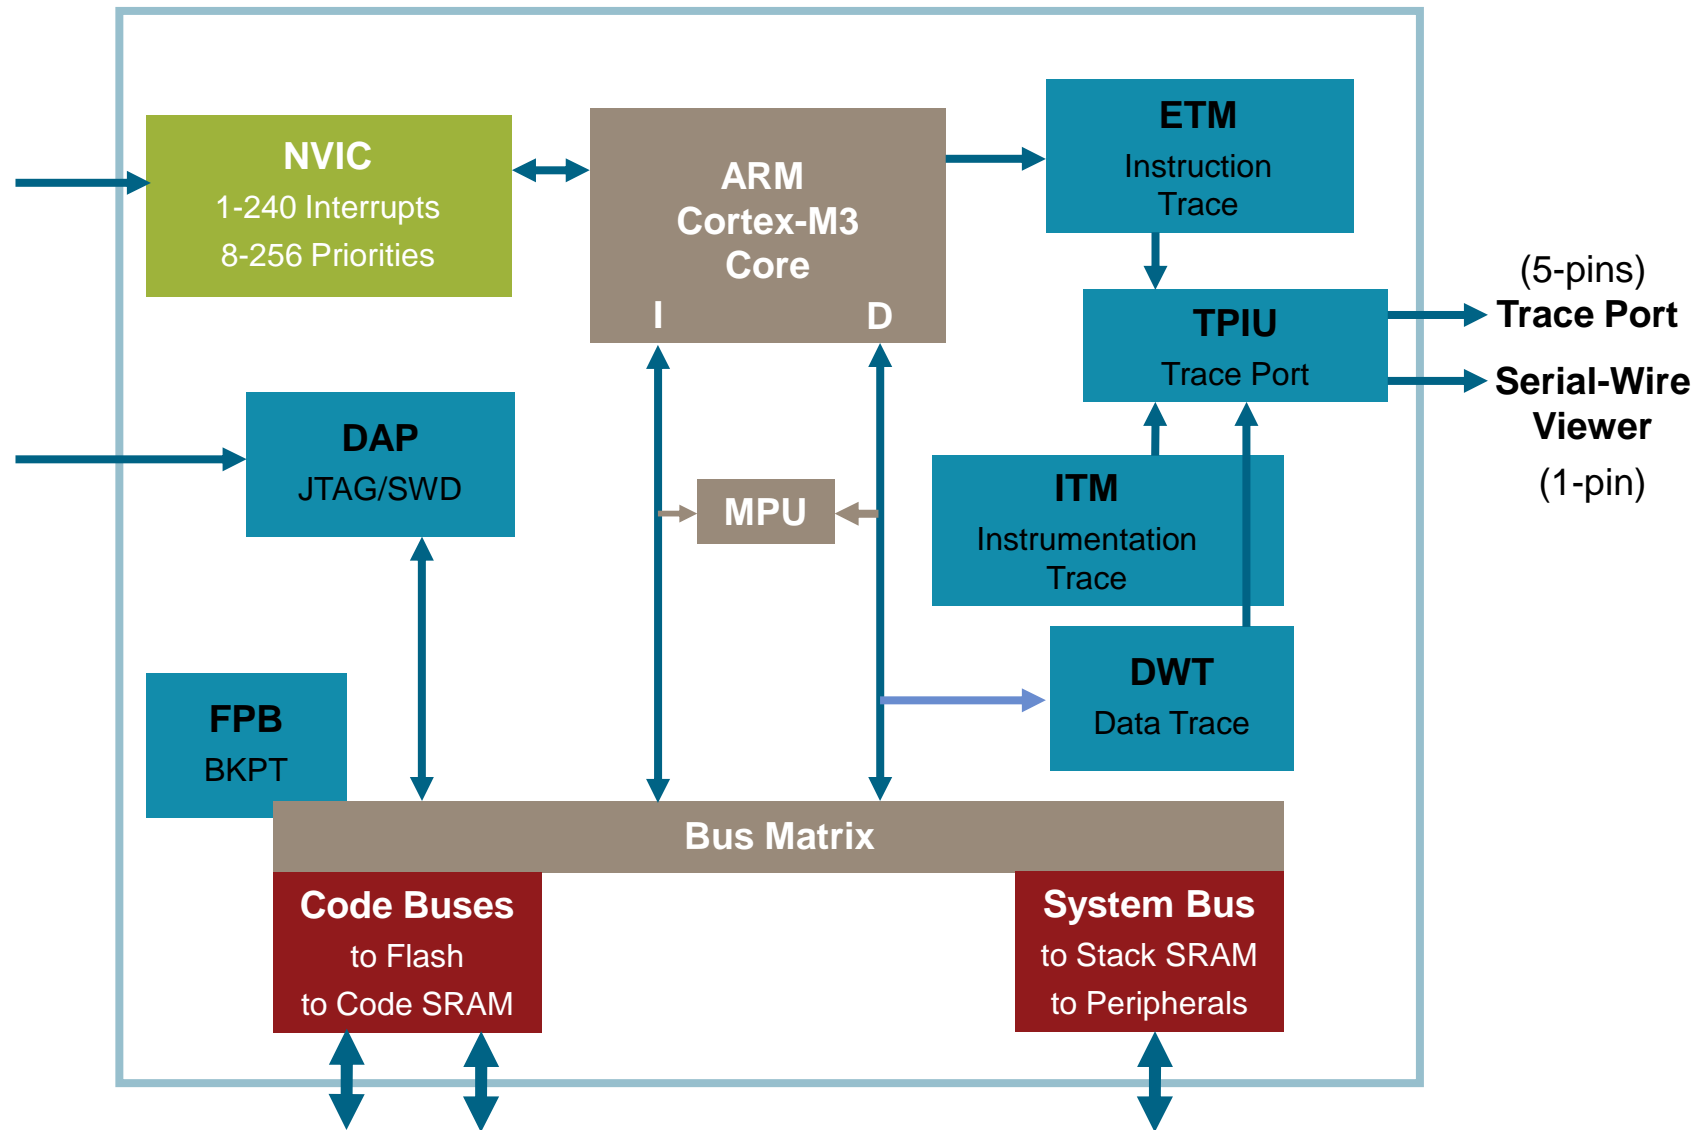 NVIC
1-240 Interrupts
8-256 Priorities
ARM
Cortex-M3
Core
I
D
ETM
Instruction
Trace
TPIU
Trace Port
(5-pins)
Trace Port
Serial-Wire
Viewer
(1-pin)
DAP
JTAG/SWD
MPU
ITM
Instrumentation
Trace
DWT
Data Trace
FPB
BKPT
Bus Matrix
Code Buses
to Flash
to Code SRAM
System Bus
to Stack SRAM
to Peripherals